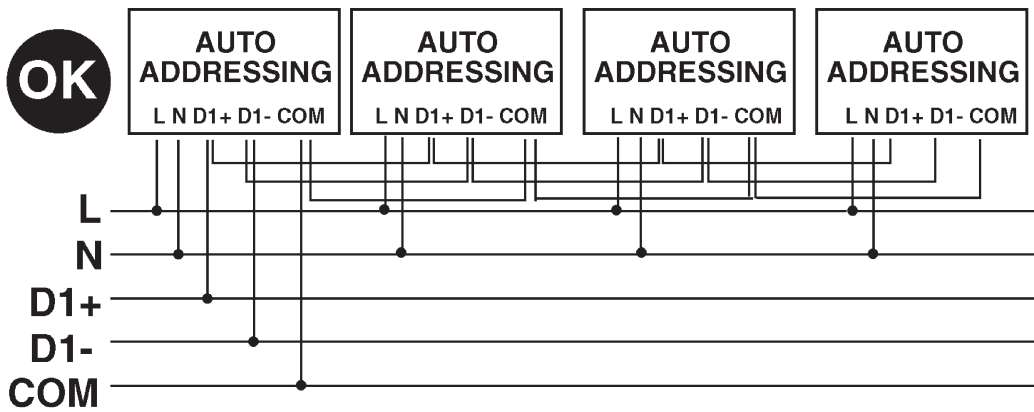 OK
AUTO
ADDRESSING
L N D1+ D1- COM
AUTO
ADDRESSING
L N D1+ D1- COM
AUTO
ADDRESSING
L N D1+ D1- COM
AUTO
ADDRESSING
L N D1+ D1- COM
L
N
D1+
D1-
COM